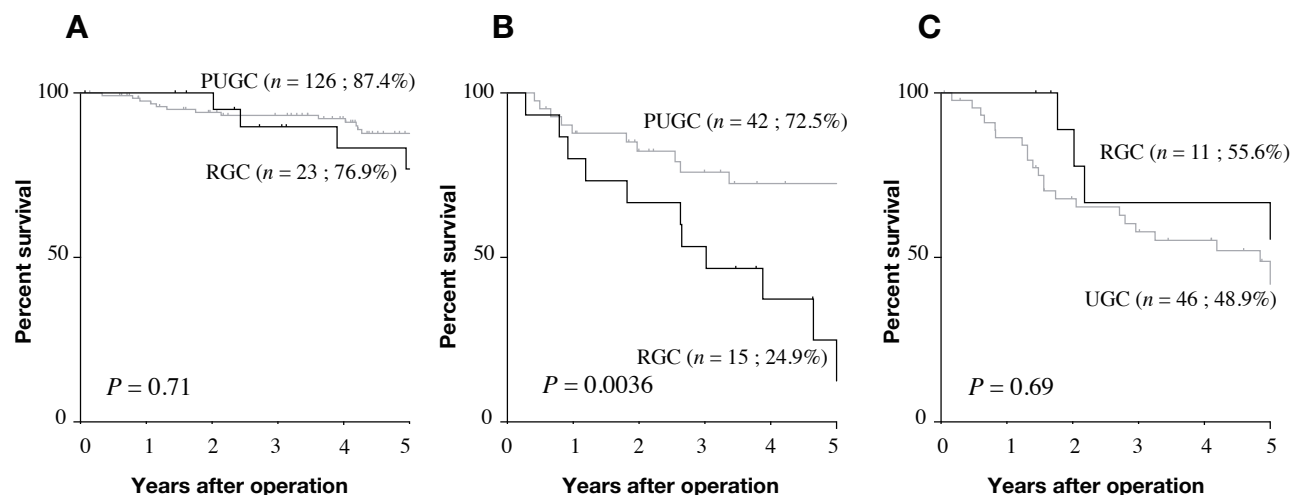 A
Percent survival
100
50
0
PUGC (n = 126 ; 87.4%)
RGC (n = 23 ; 76.9%)
P = 0.71
0 1 2 3 4 5
Years after operation
B
Percent survival
100
50
0
PUGC (n = 42 ; 72.5%)
RGC (n = 15 ; 24.9%)
P = 0.0036
0 1 2 3 4 5
Years after operation
C
Percent survival
100
50
0
RGC (n = 11 ; 55.6%)
UGC (n = 46 ; 48.9%)
P = 0.69
0 1 2 3 4 5
Years after operation